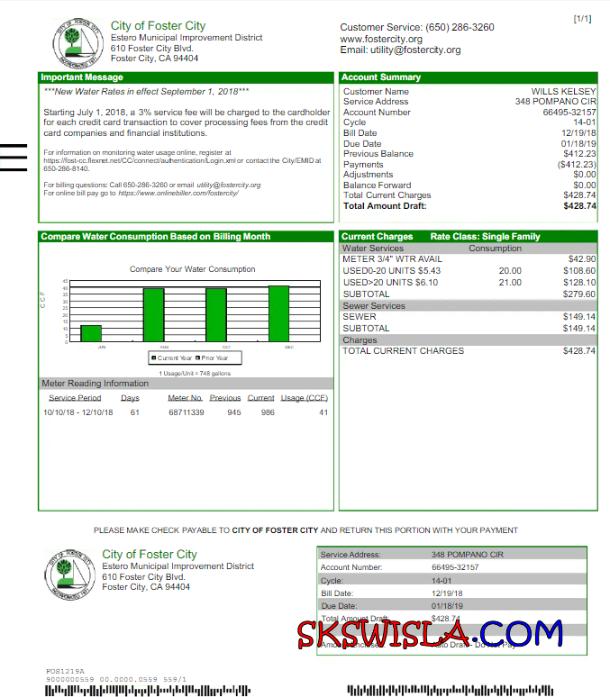 [1/1]
City of Foster City
Estero Municipal Improvement District
610 Foster City Blvd.
Foster City, CA 94404
Customer Service: (650) 286-3260
www.fostercity.org
Email: utility@fostercity.org
Important Message
***New Water Rates in effect September 1, 2018***
Starting July 1, 2018, a 3% service fee will be charged to the cardholder
for each credit card transaction to cover processing fees from the credit
card companies and financial institutions.
For information on monitoring water usage online, register at
https://fost-cc.flexnet.net/CC/connect/authentication/Login.xml or contact the City/EMID at
650-286-8140.
For billing questions: Call 650-286-3260 or email utility@fostercity.org
For online bill pay go to https://www.onlinebiller.com/fostercity/
Account Summary
Customer Name WILLS KELSEY
Service Address 348 POMPANO CIR
Account Number 66495-32157
Cycle 14-01
Bill Date 12/19/18
Due Date 01/18/19
Previous Balance $412.23
Payments ($412.23)
Adjustments $0.00
Balance Forward $0.00
Total Current Charges $428.74
Total Amount Draft: $428.74
Compare Water Consumption Based on Billing Month
Compare Your Water Consumption
CCF
45
40
35
30
25
20
15
10
5
0
JUN
OCT
DEC
Current Year Prior Year
1 Usage/Unit = 748 gallons
Meter Reading Information
Service Period Days Meter No. Previous Current Usage (CCF)
10/10/18 - 12/10/18 61 68711339 945 986 41
Current Charges Rate Class: Single Family
Water Services Consumption
METER 3/4" WTR AVAIL $42.90
USED0-20 UNITS $5.43 20.00 $108.60
USED>20 UNITS $6.10 21.00 $128.10
SUBTOTAL $279.60
Sewer Services
SEWER $149.14
SUBTOTAL $149.14
Charges
TOTAL CURRENT CHARGES $428.74
PLEASE MAKE CHECK PAYABLE TO CITY OF FOSTER CITY AND RETURN THIS PORTION WITH YOUR PAYMENT
City of Foster City
Estero Municipal Improvement District
610 Foster City Blvd.
Foster City, CA 94404
Service Address: 348 POMPANO CIR
Account Number: 66495-32157
Cycle: 14-01
Bill Date: 12/19/18
Due Date: 01/18/19
Total Amount Draft: $428.74
SKSWISLA.COM
Auto Draft - Do Not Pay
PO81219A
9000000559 00.0000.0559 559/1